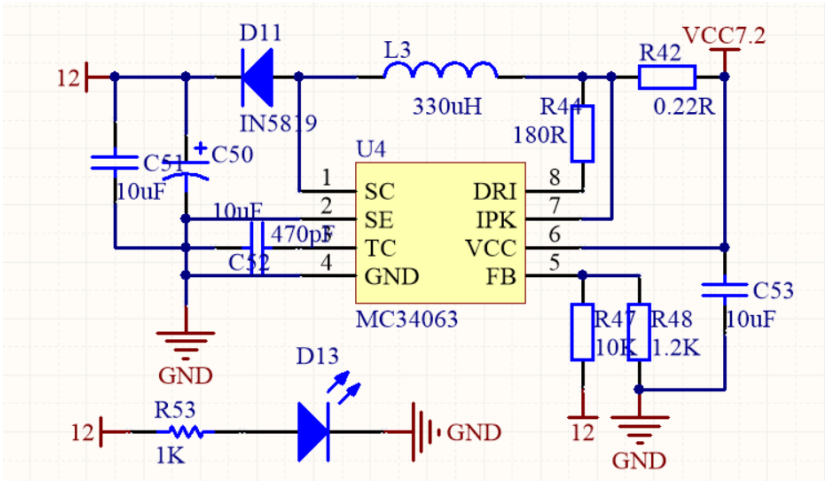 D11
VCC7.2
L3
R42
12
330uH
R44
0.22R
IN5819
180R
U4
C51
C50
10uF
1
SC
DRI
8
10uF
2
SE
IPK
7
470pF
3
TC
VCC
6
C52
4
GND
FB
5
C53
MC34063
R47
R48
10uF
10K
1.2K
GND
D13
R53
12
GND
12
1K
GND